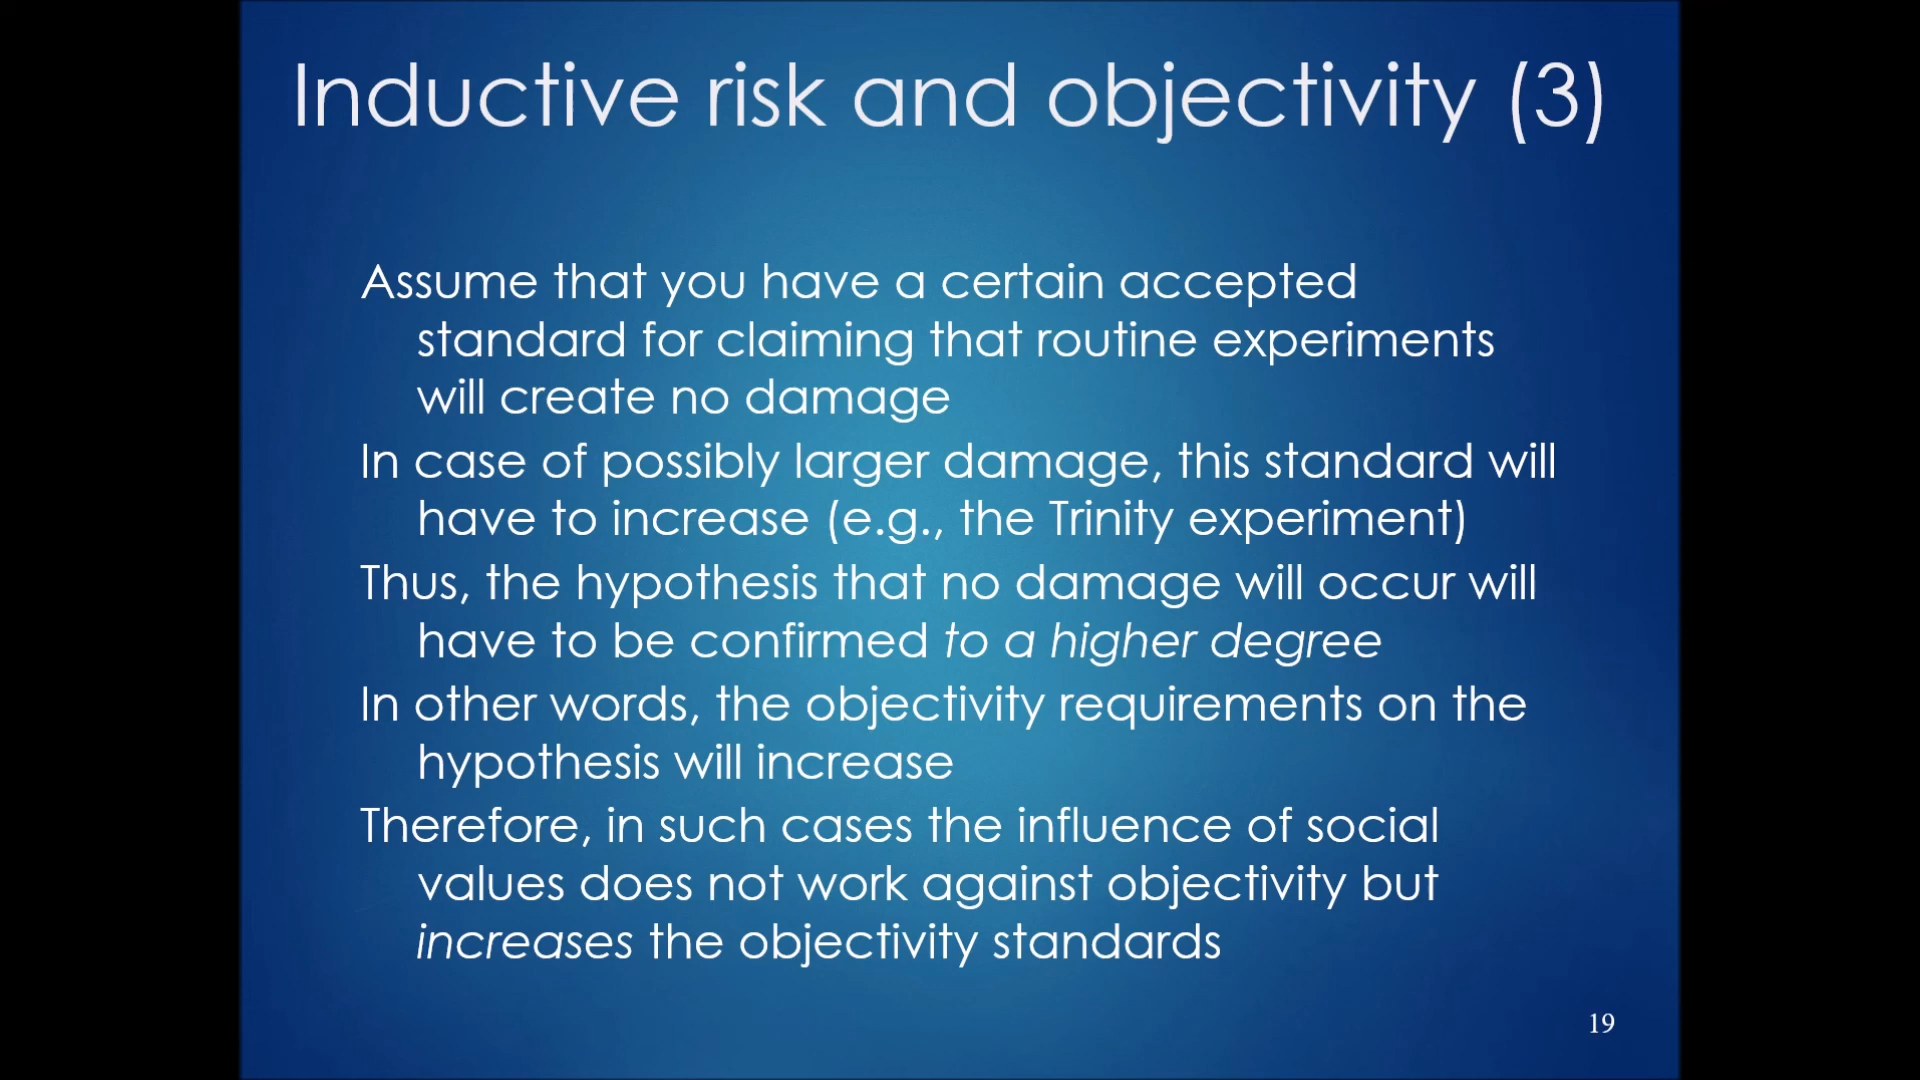 Inductive risk and objectivity (3)
Assume that you have a certain accepted
standard for claiming that routine experiments
will create no damage
In case of possibly larger damage, this standard will
have to increase (e.g., the Trinity experiment)
Thus, the hypothesis that no damage will occur will
have to be confirmed to a higher degree
In other words, the objectivity requirements on the
hypothesis will increase
Therefore, in such cases the influence of social
values does not work against objectivity but
increases the objectivity standards
19